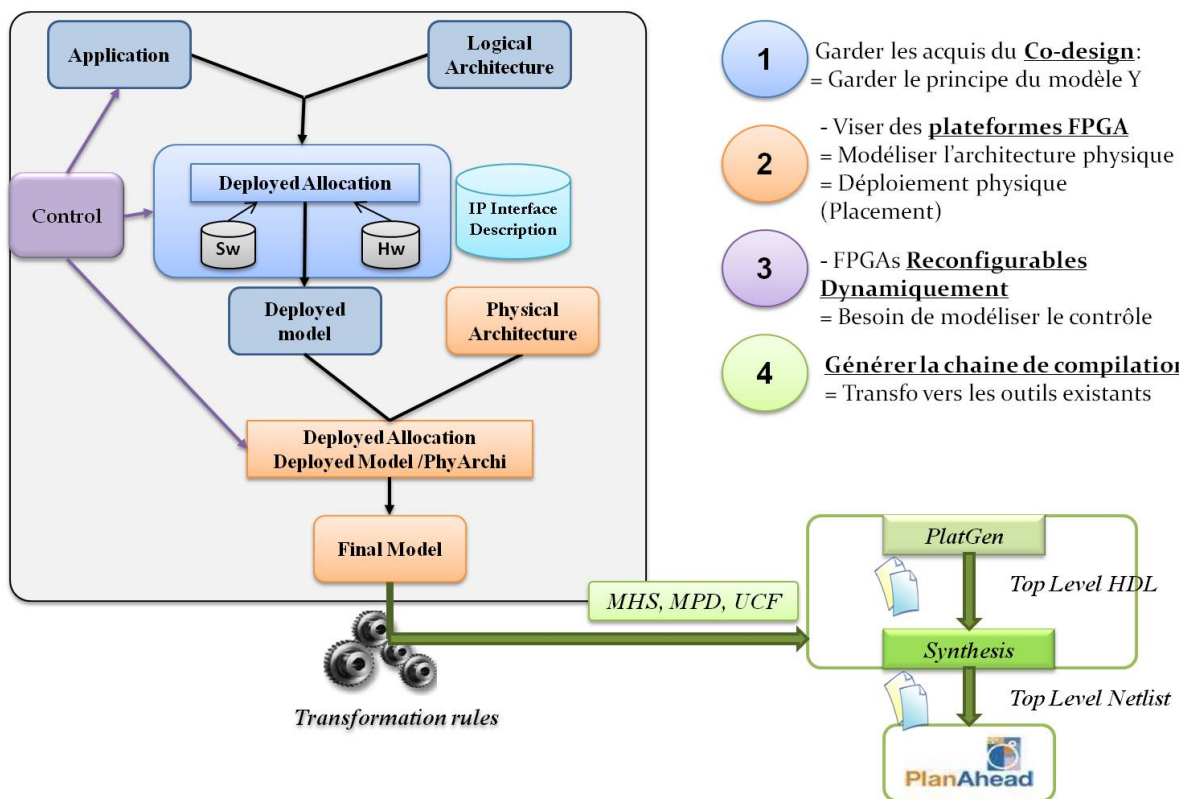 Application
Logical
Architecture
Control
Deployed Allocation
Sw
Hw
IP Interface
Description
Deployed
model
Physical
Architecture
Deployed Allocation
Deployed Model /PhyArchi
Final Model
Transformation rules
1
Garder les acquis du Co-design:
= Garder le principe du modèle Y
2
- Viser des plateformes FPGA
= Modéliser l'architecture physique
= Déploiement physique
(Placement)
3
- FPGAs Reconfigurables
Dynamiquement
= Besoin de modéliser le contrôle
4
Générer la chaine de compilation
= Transfo vers les outils existants
MHS, MPD, UCF
PlatGen
Top Level HDL
Synthesis
Top Level Netlist
PlanAhead